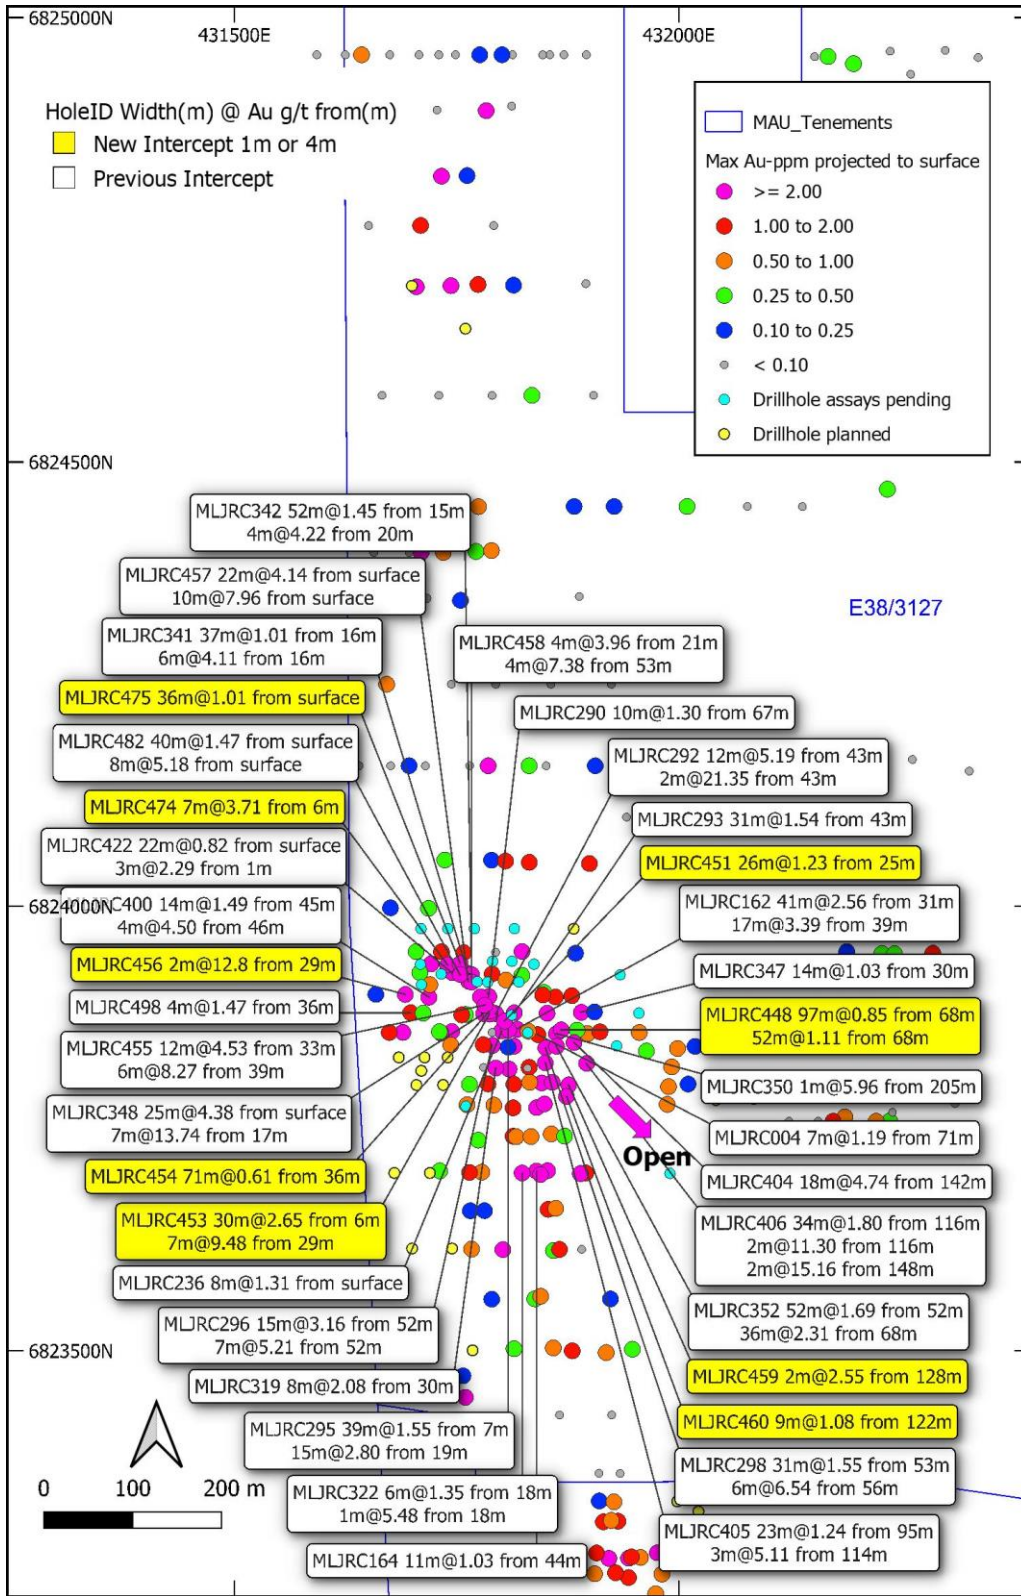 6825000N
431500E
432000E
HoleID Width(m) @ Au g/t from(m)
New Intercept 1m or 4m
Previous Intercept
MAU_Tenements
Max Au-ppm projected to surface
>= 2.00
1.00 to 2.00
0.50 to 1.00
0.25 to 0.50
0.10 to 0.25
< 0.10
Drillhole assays pending
Drillhole planned
6824500N
MLJRC342 52m@1.45 from 15m
4m@4.22 from 20m
MLJRC457 22m@4.14 from surface
10m@7.96 from surface
E38/3127
MLJRC341 37m@1.01 from 16m
6m@4.11 from 16m
MLJRC458 4m@3.96 from 21m
4m@7.38 from 53m
MLJRC475 36m@1.01 from surface
MLJRC290 10m@1.30 from 67m
MLJRC482 40m@1.47 from surface
8m@5.18 from surface
MLJRC292 12m@5.19 from 43m
2m@21.35 from 43m
MLJRC474 7m@3.71 from 6m
MLJRC293 31m@1.54 from 43m
MLJRC422 22m@0.82 from surface
3m@2.29 from 1m
MLJRC451 26m@1.23 from 25m
6824000N
RC400 14m@1.49 from 45m
4m@4.50 from 46m
MLJRC162 41m@2.56 from 31m
17m@3.39 from 39m
MLJRC456 2m@12.8 from 29m
MLJRC347 14m@1.03 from 30m
MLJRC498 4m@1.47 from 36m
MLJRC448 97m@0.85 from 68m
52m@1.11 from 68m
MLJRC455 12m@4.53 from 33m
6m@8.27 from 39m
MLJRC350 1m@5.96 from 205m
MLJRC348 25m@4.38 from surface
7m@13.74 from 17m
MLJRC004 7m@1.19 from 71m
Open
MLJRC454 71m@0.61 from 36m
MLJRC404 18m@4.74 from 142m
MLJRC453 30m@2.65 from 6m
7m@9.48 from 29m
MLJRC406 34m@1.80 from 116m
2m@11.30 from 116m
2m@15.16 from 148m
MLJRC236 8m@1.31 from surface
MLJRC296 15m@3.16 from 52m
7m@5.21 from 52m
MLJRC352 52m@1.69 from 52m
36m@2.31 from 68m
6823500N
MLJRC319 8m@2.08 from 30m
MLJRC459 2m@2.55 from 128m
MLJRC295 39m@1.55 from 7m
15m@2.80 from 19m
MLJRC460 9m@1.08 from 122m
MLJRC298 31m@1.55 from 53m
6m@6.54 from 56m
0 100 200 m
MLJRC322 6m@1.35 from 18m
1m@5.48 from 18m
MLJRC405 23m@1.24 from 95m
3m@5.11 from 114m
MLJRC164 11m@1.03 from 44m